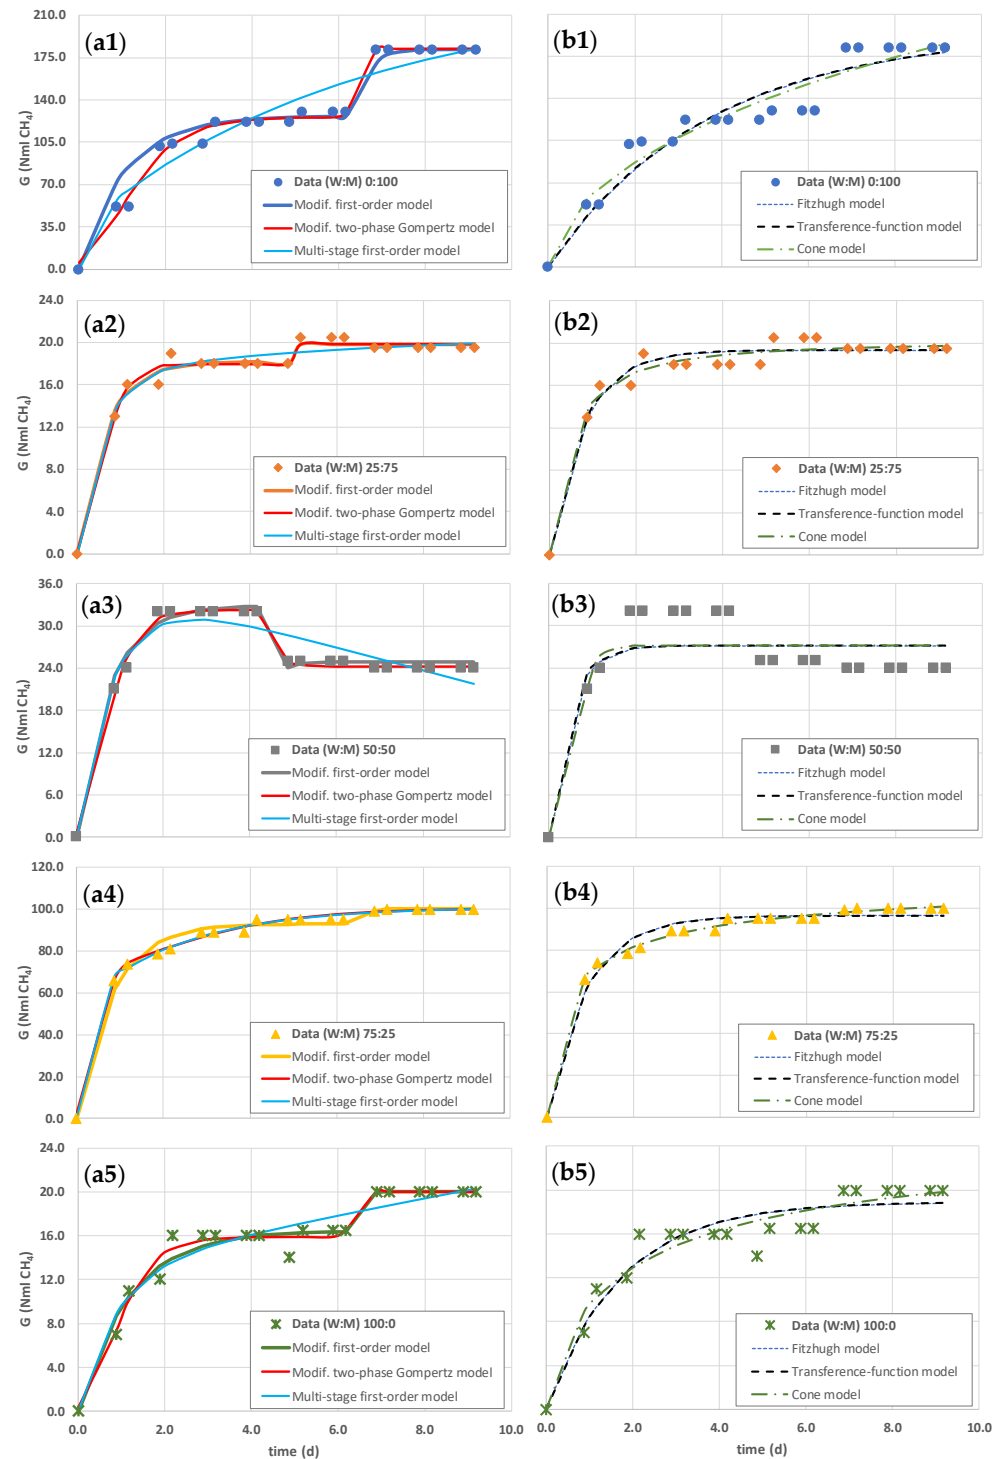 (a1)
G (Nml CH₄)
210.0
175.0
140.0
105.0
70.0
35.0
0.0
Data (W:M) 0:100
Modif. first-order model
Modif. two-phase Gompertz model
Multi-stage first-order model
(b1)
Data (W:M) 0:100
Fitzhugh model
Transference-function model
Cone model
(a2)
G (Nml CH₄)
24.0
20.0
16.0
12.0
8.0
4.0
0.0
Data (W:M) 25:75
Modif. first-order model
Modif. two-phase Gompertz model
Multi-stage first-order model
(b2)
Data (W:M) 25:75
Fitzhugh model
Transference-function model
Cone model
(a3)
G (Nml CH₄)
36.0
30.0
24.0
18.0
12.0
6.0
0.0
Data (W:M) 50:50
Modif. first-order model
Modif. two-phase Gompertz model
Multi-stage first-order model
(b3)
Data (W:M) 50:50
Fitzhugh model
Transference-function model
Cone model
(a4)
G (Nml CH₄)
120.0
100.0
80.0
60.0
40.0
20.0
0.0
Data (W:M) 75:25
Modif. first-order model
Modif. two-phase Gompertz model
Multi-stage first-order model
(b4)
Data (W:M) 75:25
Fitzhugh model
Transference-function model
Cone model
(a5)
G (Nml CH₄)
24.0
20.0
16.0
12.0
8.0
4.0
0.0
Data (W:M) 100:0
Modif. first-order model
Modif. two-phase Gompertz model
Multi-stage first-order model
0.0 2.0 4.0 6.0 8.0 10.0
time (d)
(b5)
Data (W:M) 100:0
Fitzhugh model
Transference-function model
Cone model
0.0 2.0 4.0 6.0 8.0 10.0
time (d)